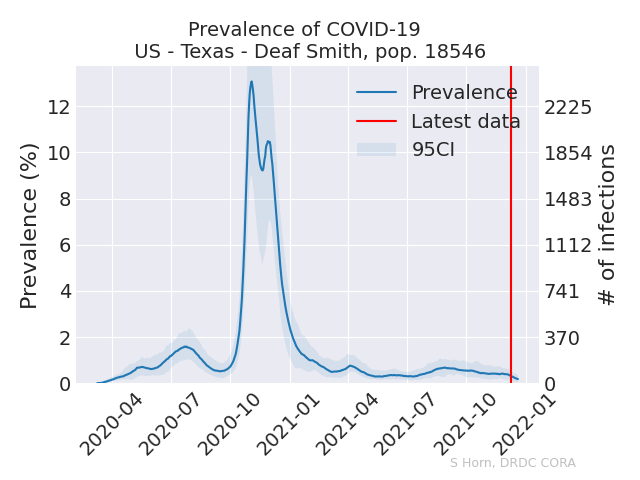 Prevalence of COVID-19
US - Texas - Deaf Smith, pop. 18546
Prevalence
Latest data
95CI
Prevalence (%)
12
10
8
6
4
2
0
2225
1854
1483
1112
741
370
0
# of infections
2020-04
2020-07
2020-10
2021-01
2021-04
2021-07
2021-10
2022-01
S Horn, DRDC CORA